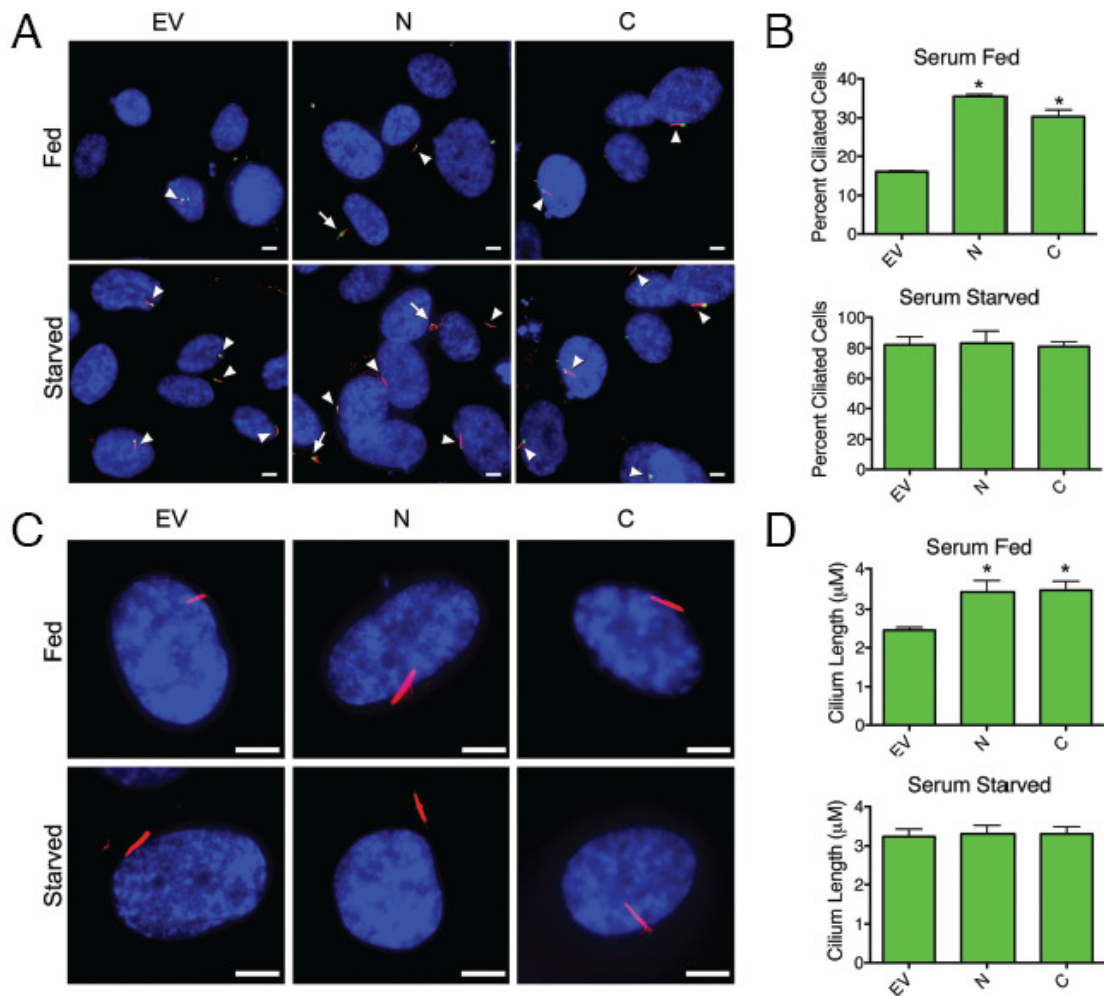 A
EV
N
C
Fed
Starved
B
Serum Fed
Percent Ciliated Cells
40
30
20
10
0
EV
N
C
*
*
Serum Starved
Percent Ciliated Cells
100
80
60
40
20
0
EV
N
C
C
EV
N
C
Fed
Starved
D
Serum Fed
Cilium Length (μM)
4
3
2
1
0
EV
N
C
*
*
Serum Starved
Cilium Length (μM)
4
3
2
1
0
EV
N
C